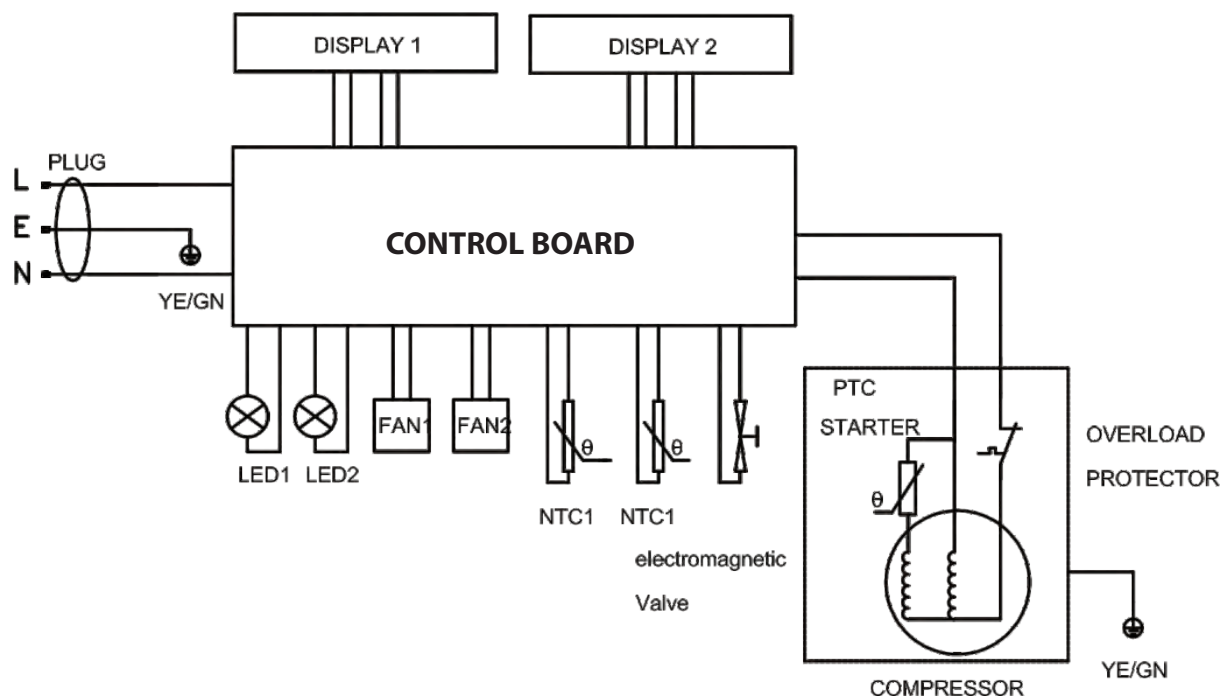 DISPLAY 1
DISPLAY 2
PLUG
L
E
N
YE/GN
CONTROL BOARD
LED1
LED2
FAN1
FAN2
θ
NTC1
θ
NTC1
electromagnetic
Valve
PTC
STARTER
θ
OVERLOAD
PROTECTOR
YE/GN
COMPRESSOR